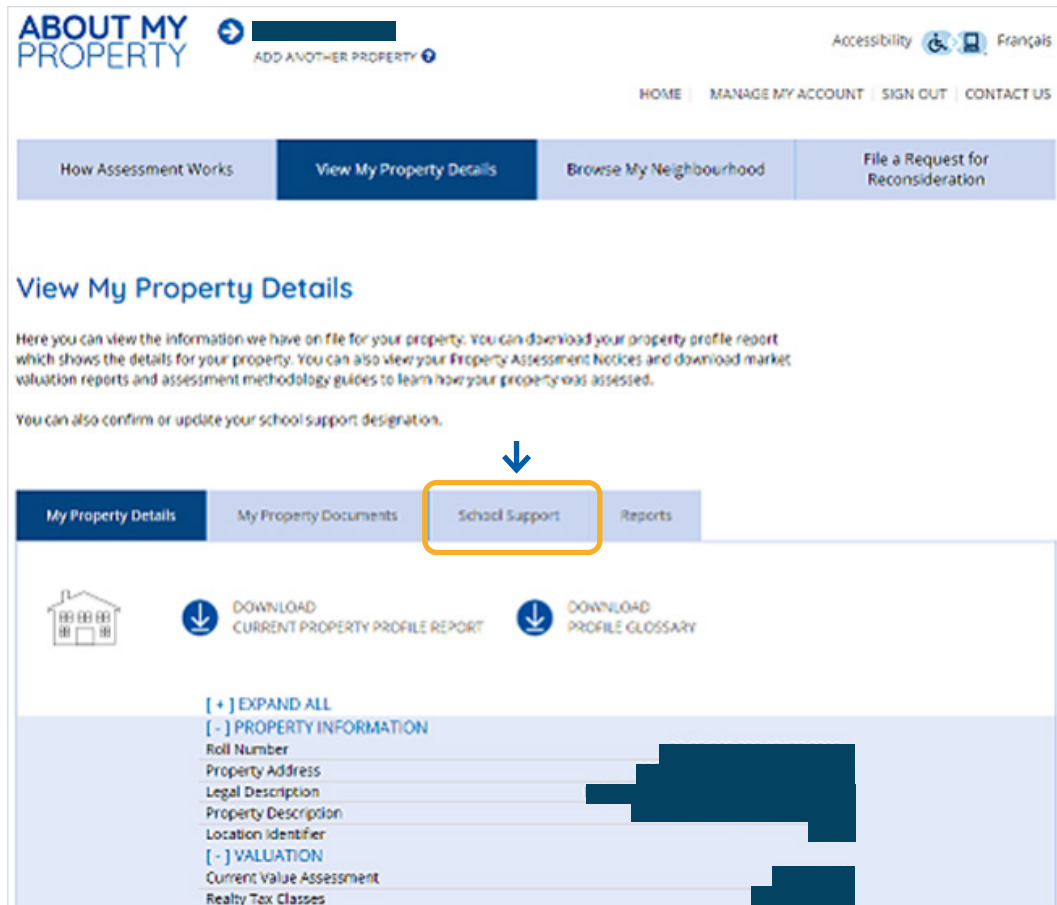 ABOUT MY
PROPERTY
ADD ANOTHER PROPERTY ?
Accessibility
Français
HOME | MANAGE MY ACCOUNT | SIGN OUT | CONTACT US
How Assessment Works
View My Property Details
Browse My Neighbourhood
File a Request for
Reconsideration
View My Property Details
Here you can view the information we have on file for your property. You can download your property profile report
which shows the details for your property. You can also view your Property Assessment Notices and download market
valuation reports and assessment methodology guides to learn how your property was assessed.
You can also confirm or update your school support designation.
My Property Details
My Property Documents
School Support
Reports
DOWNLOAD
CURRENT PROPERTY PROFILE REPORT
DOWNLOAD
PROFILE GLOSSARY
[ + ] EXPAND ALL
[ - ] PROPERTY INFORMATION
Roll Number
Property Address
Legal Description
Property Description
Location Identifier
[ - ] VALUATION
Current Value Assessment
Realty Tax Classes